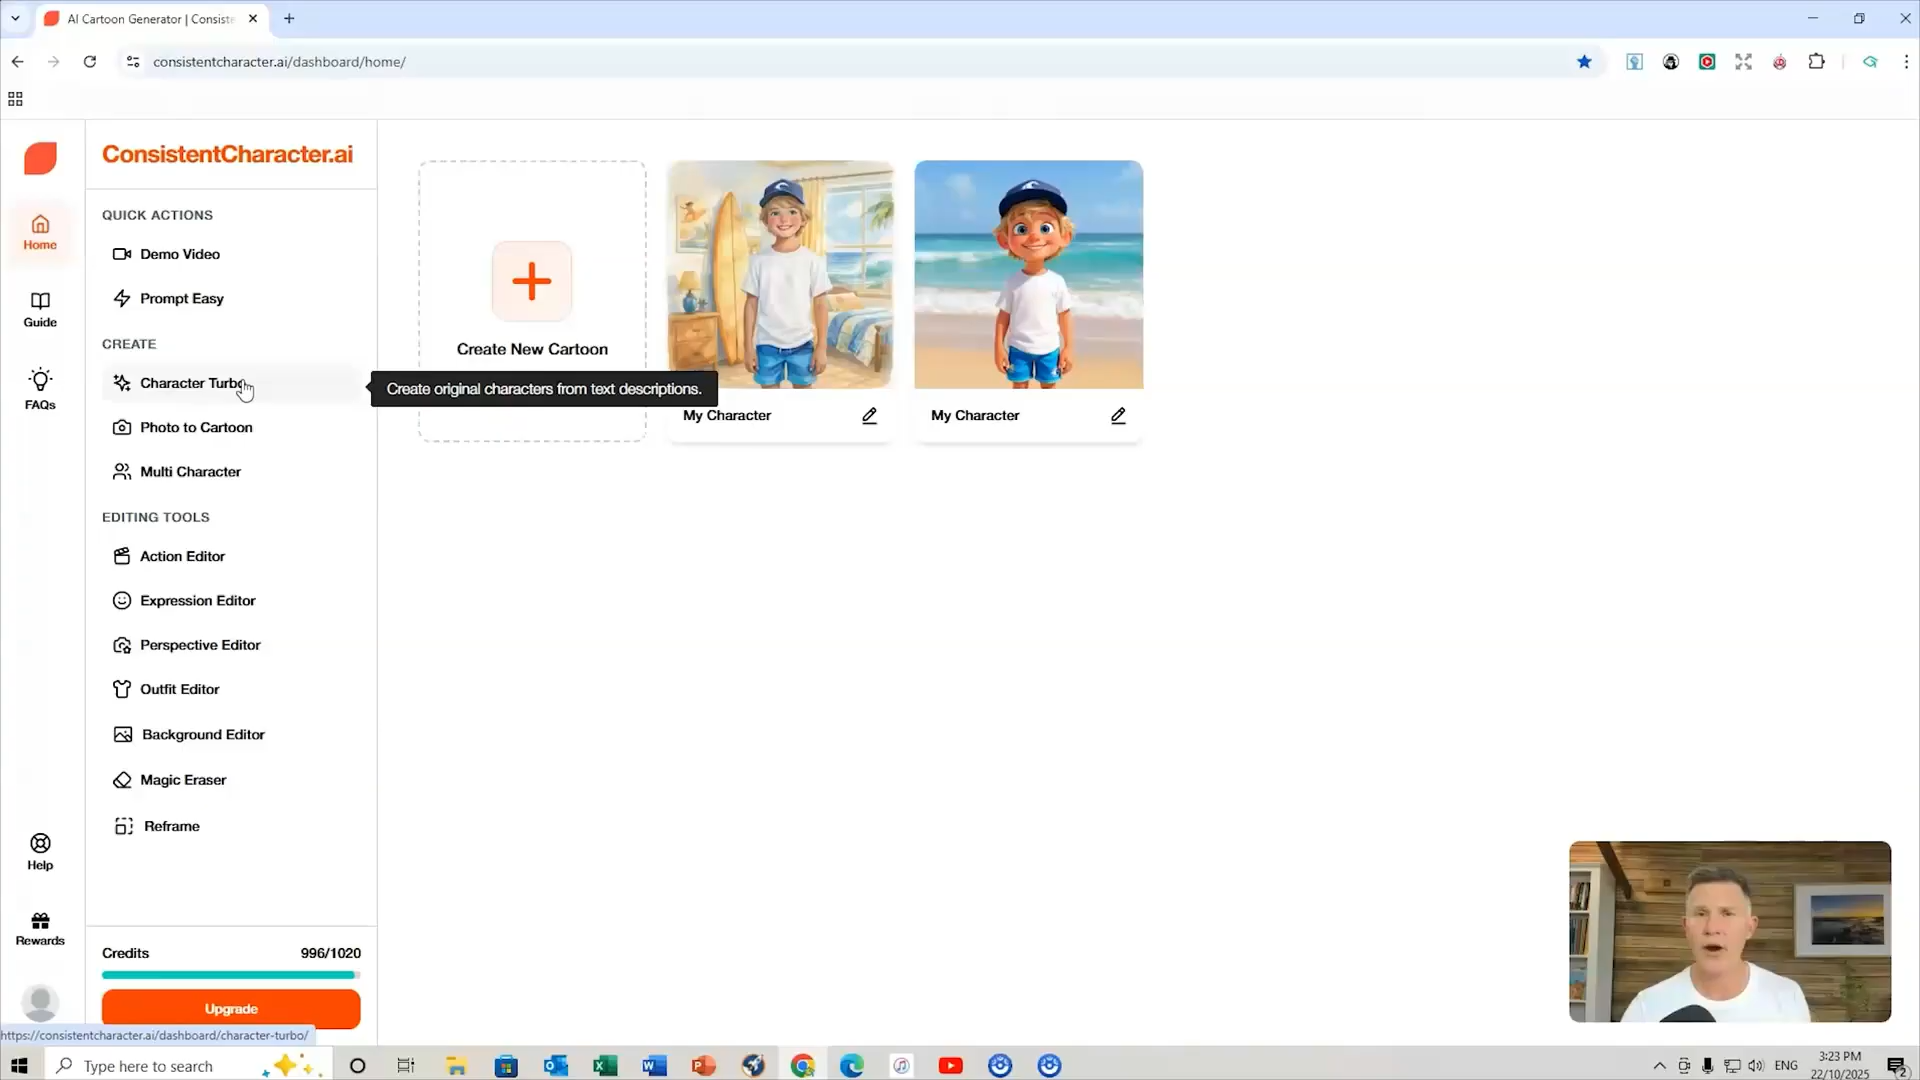 AI Cartoon Generator | Consiste
consistentcharacter.ai/dashboard/home/
ConsistentCharacter.ai
Home
Guide
FAQs
Help
Rewards
QUICK ACTIONS
Demo Video
Prompt Easy
CREATE
Character Turbo
Photo to Cartoon
Multi Character
EDITING TOOLS
Action Editor
Expression Editor
Perspective Editor
Outfit Editor
Background Editor
Magic Eraser
Reframe
Credits 996/1020
Upgrade
Create New Cartoon
Create original characters from text descriptions.
My Character
My Character
https://consistentcharacter.ai/dashboard/character-turbo/
Type here to search
ENG
3:23 PM
22/10/2025
2